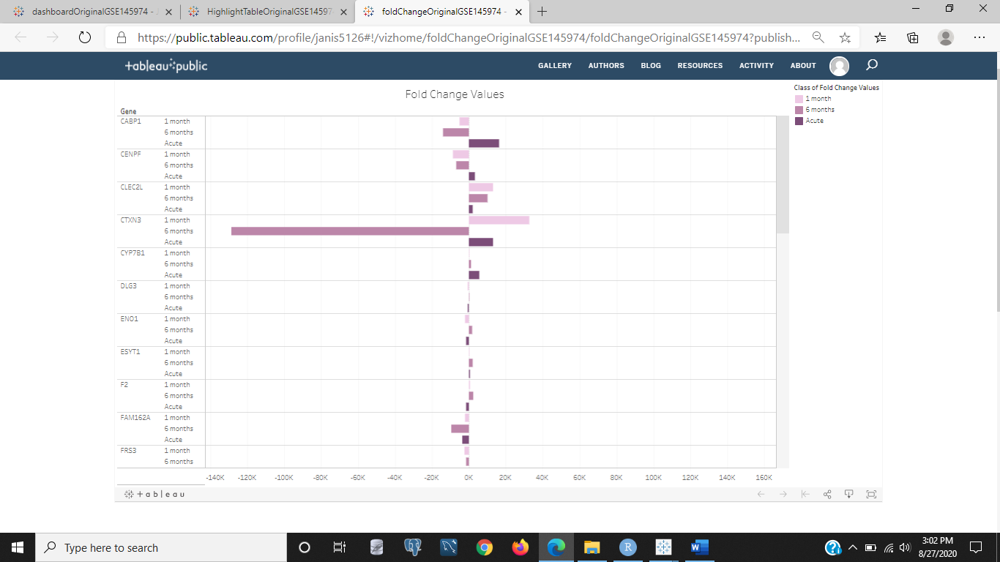 dashboardOriginalGSE145974 -
HighlightTableOriginalGSE14597
foldChangeOriginalGSE145974 -
https://public.tableau.com/profile/janis5126#!/vizhome/foldChangeOriginalGSE145974/foldChangeOriginalGSE145974?publish...
+ableau public
GALLERY AUTHORS BLOG RESOURCES ACTIVITY ABOUT
Fold Change Values
Class of Fold Change Values
1 month
6 months
Acute
Gene
CABP1 1 month
6 months
Acute
CENPF 1 month
6 months
Acute
CLEC2L 1 month
6 months
Acute
CTXN3 1 month
6 months
Acute
CYP7B1 1 month
6 months
Acute
DLG3 1 month
6 months
Acute
ENO1 1 month
6 months
Acute
ESYT1 1 month
6 months
Acute
F2 1 month
6 months
Acute
FAM162A 1 month
6 months
Acute
FRS3 1 month
6 months
-140K -120K -100K -80K -60K -40K -20K 0K 20K 40K 60K 80K 100K 120K 140K 160K
+ableau
Type here to search
3:02 PM
8/27/2020